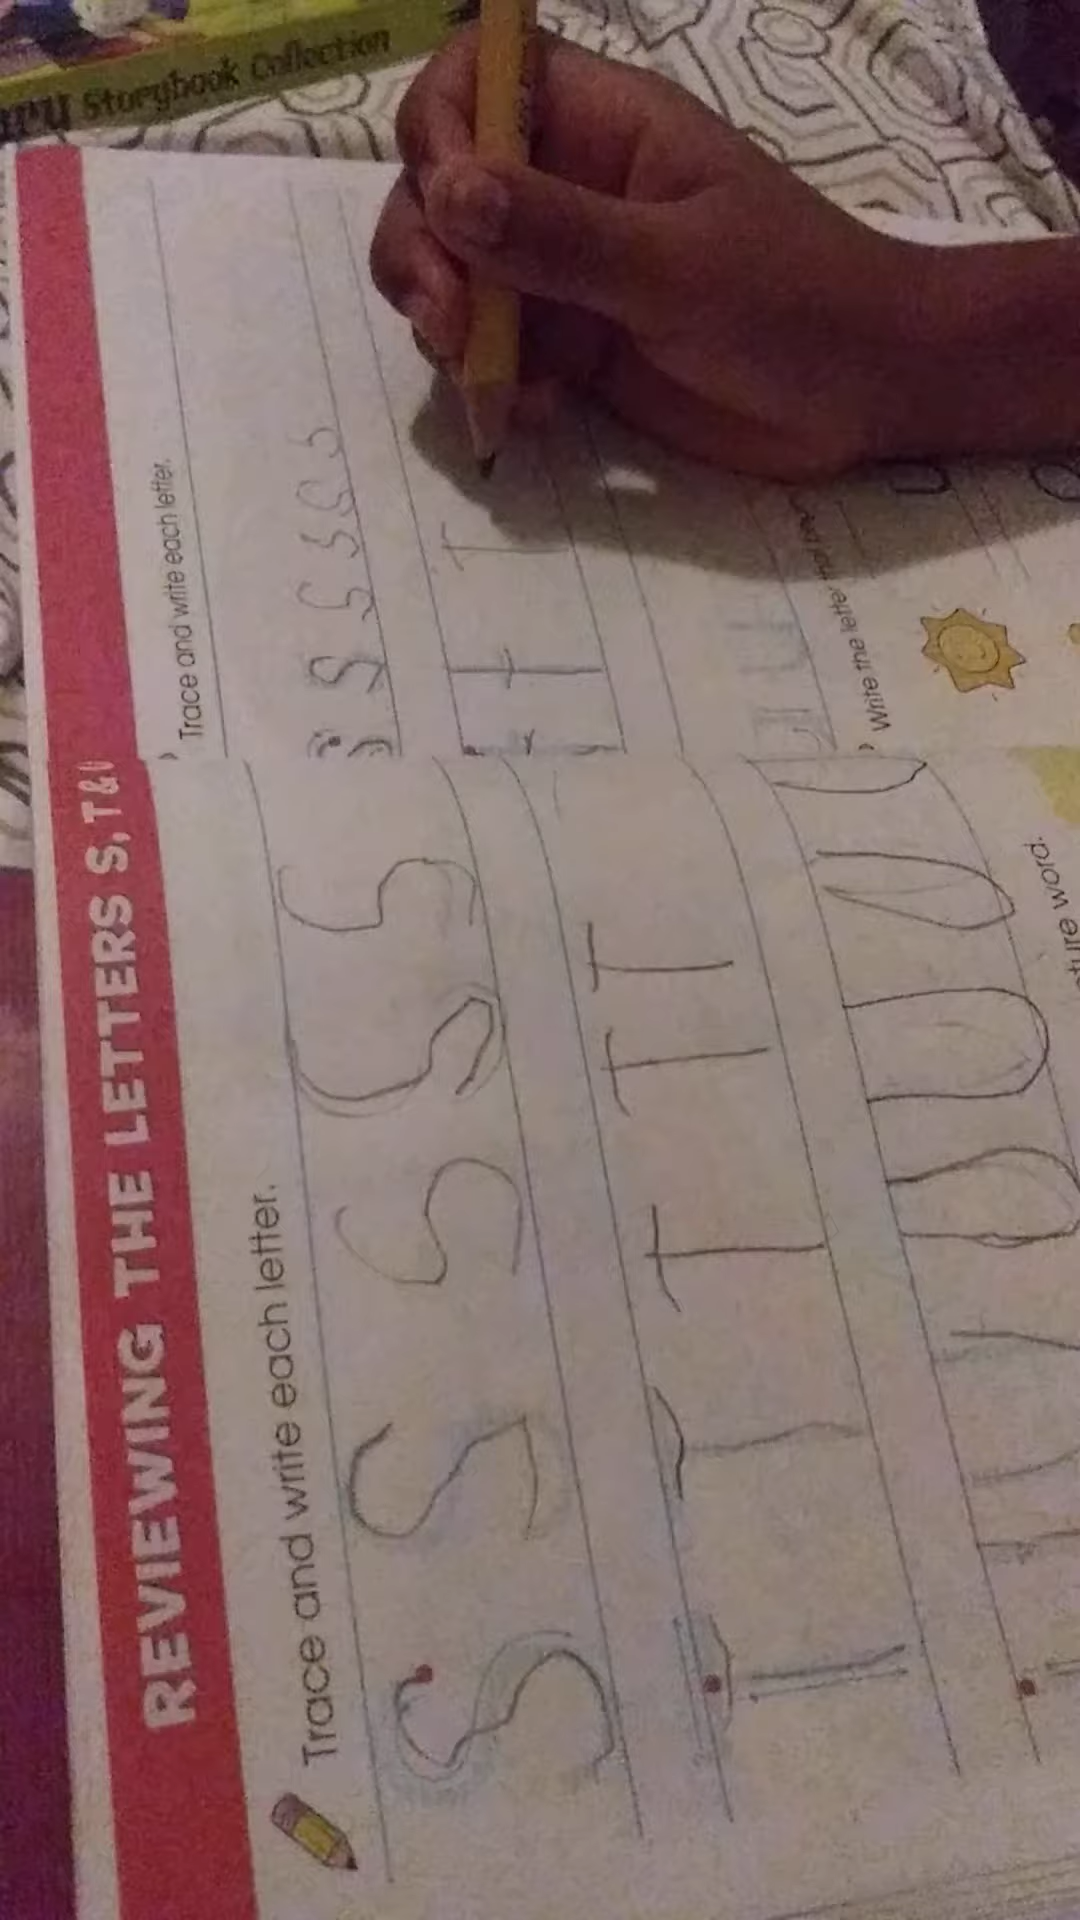 Storybook Collection
REVIEWING THE LETTERS S, T &
Trace and write each letter.
S S S S S
T T T T T
U U U
Trace and write each letter.
s s s s s s
t t T
Write the letter
ture word.